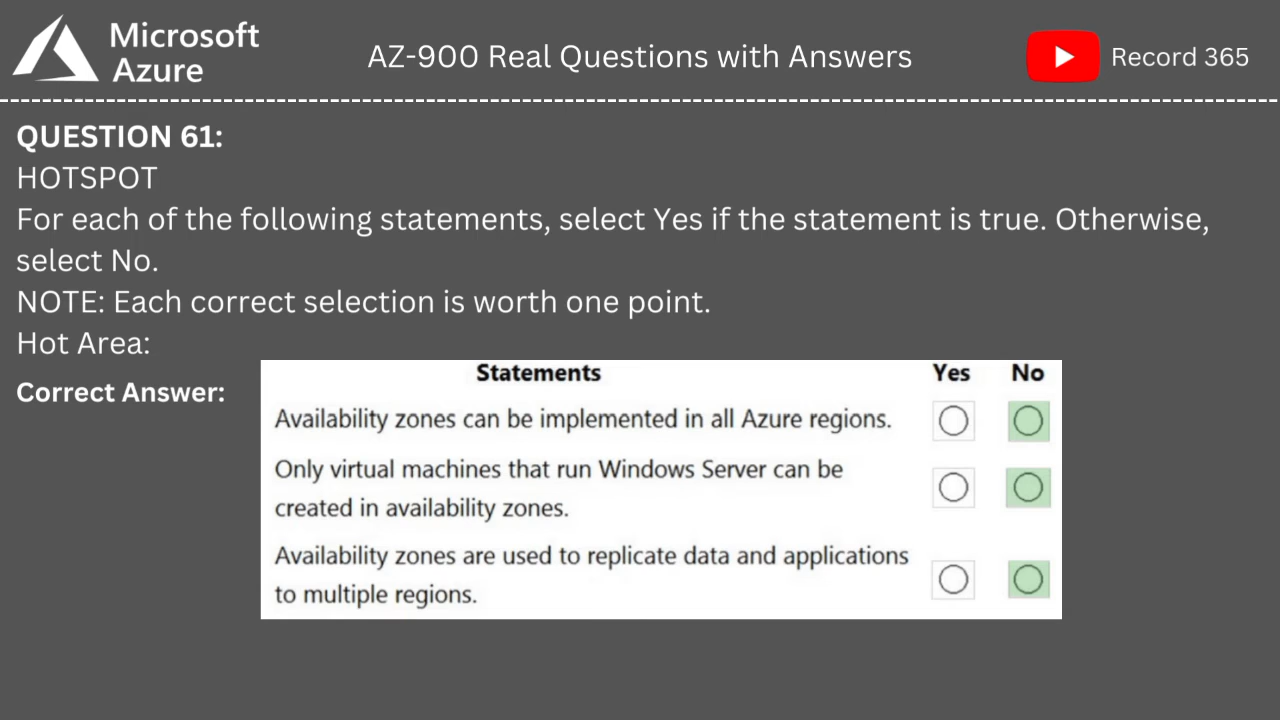 Microsoft
Azure
AZ-900 Real Questions with Answers
Record 365
QUESTION 61:
HOTSPOT
For each of the following statements, select Yes if the statement is true. Otherwise,
select No.
NOTE: Each correct selection is worth one point.
Hot Area:
Correct Answer:
Statements Yes No
Availability zones can be implemented in all Azure regions.
Only virtual machines that run Windows Server can be
created in availability zones.
Availability zones are used to replicate data and applications
to multiple regions.